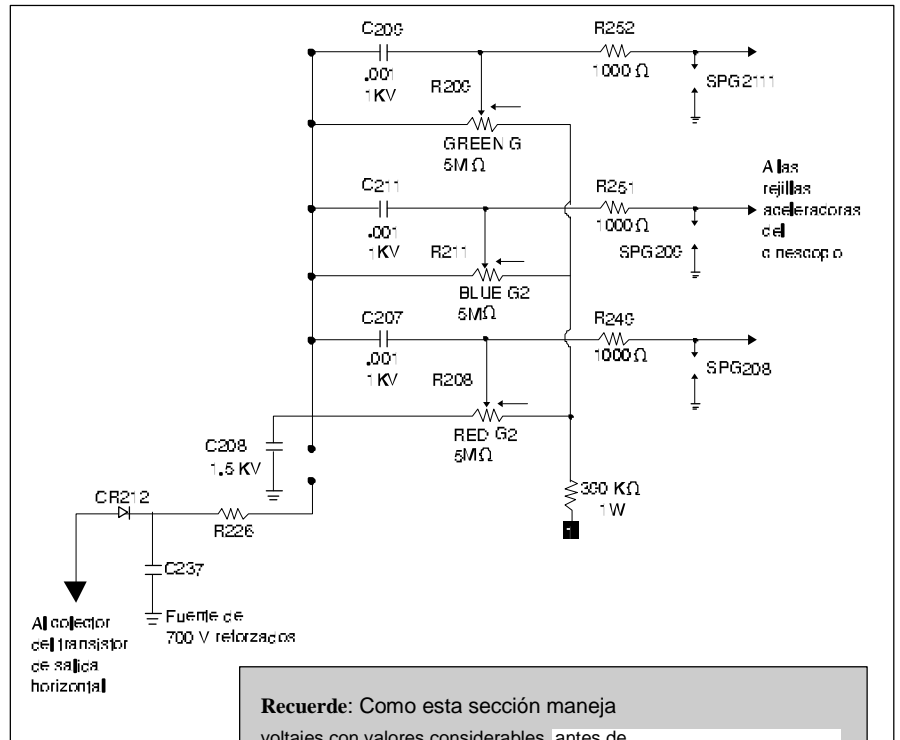 C209
.001
1KV
R209
R252
1000 Ω
SPG2111
GREEN G
5M Ω
C211
.001
1KV
R211
R251
1000 Ω
SPG209
A las
rejillas
aceleradoras
del
cinescopio
BLUE G2
5MΩ
C207
.001
1KV
R208
R249
1000 Ω
SPG208
RED G2
5MΩ
C208
1.5 KV
CR212
R226
390 KΩ
1W
1
C237
Fuente de
700 V reforzados
Al colector
del transistor
de salida
horizontal
Recuerde: Como esta sección maneja
voltajes con valores considerables, antes de